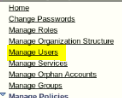 Home
Change Passwords
Manage Roles
Manage Organization Structure
Manage Users
Manage Services
Manage Orphan Accounts
Manage Groups
Manage Policies